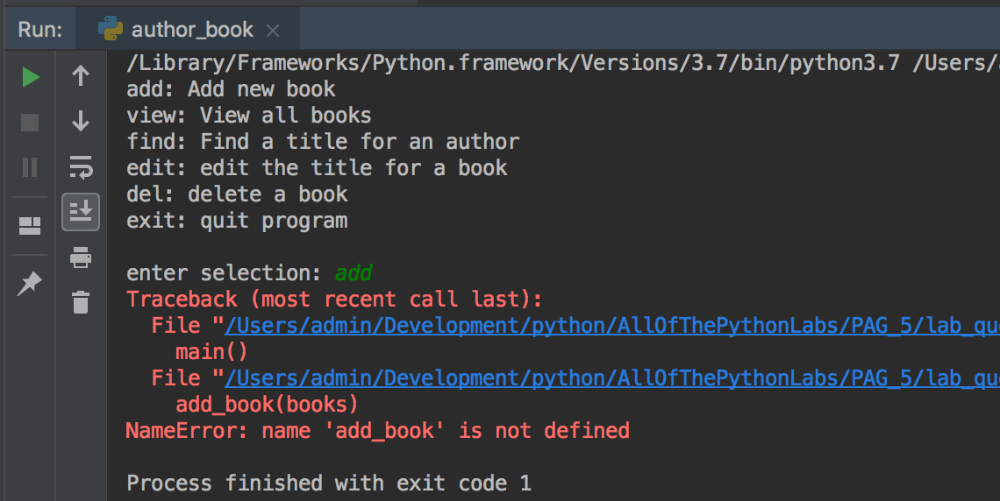 Run: author_book
/Library/Frameworks/Python.framework/Versions/3.7/bin/python3.7 /Users/
add: Add new book
view: View all books
find: Find a title for an author
edit: edit the title for a book
del: delete a book
exit: quit program
enter selection: add
Traceback (most recent call last):
File "/Users/admin/Development/python/AllOfThePythonLabs/PAG_5/lab_qu
main()
File "/Users/admin/Development/python/AllOfThePythonLabs/PAG_5/lab_qu
add_book(books)
NameError: name 'add_book' is not defined
Process finished with exit code 1